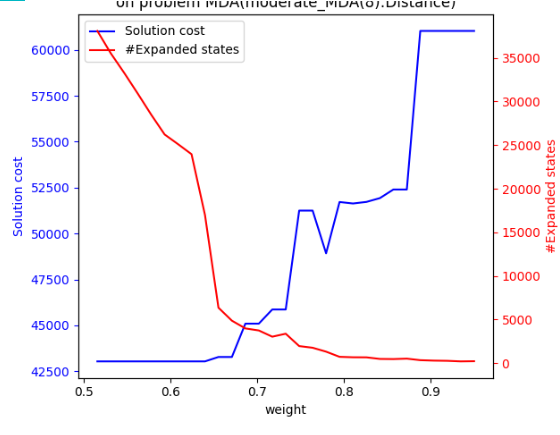 on problem MDA(moderate_MDA(8):Distance)
Solution cost
#Expanded states
60000
57500
55000
52500
50000
47500
45000
42500
Solution cost
35000
30000
25000
20000
15000
10000
5000
0
#Expanded states
0.5 0.6 0.7 0.8 0.9
weight